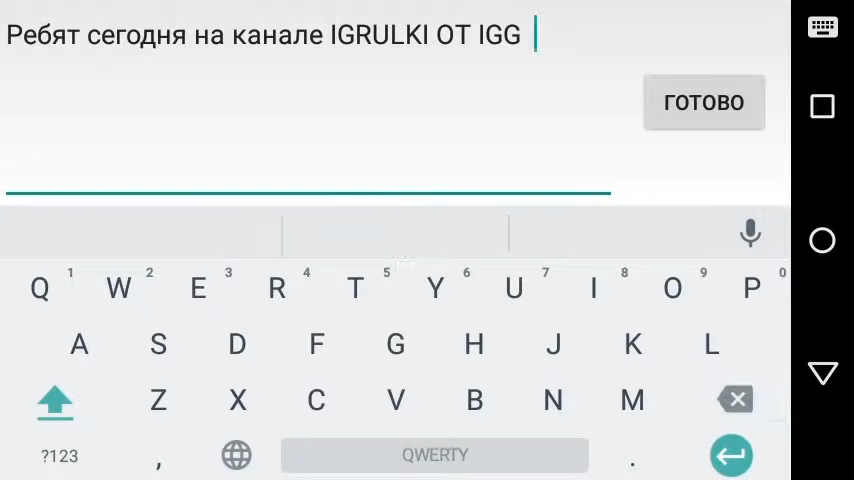 Ребят сегодня на канале IGRULKI ОТ IGG
ГОТОВО
Q 1 W 2 E 3 R 4 T 5 Y 6 U 7 I 8 O 9 P 0
A S D F G H J K L
Z X C V B N M
?123 , QWERTY .